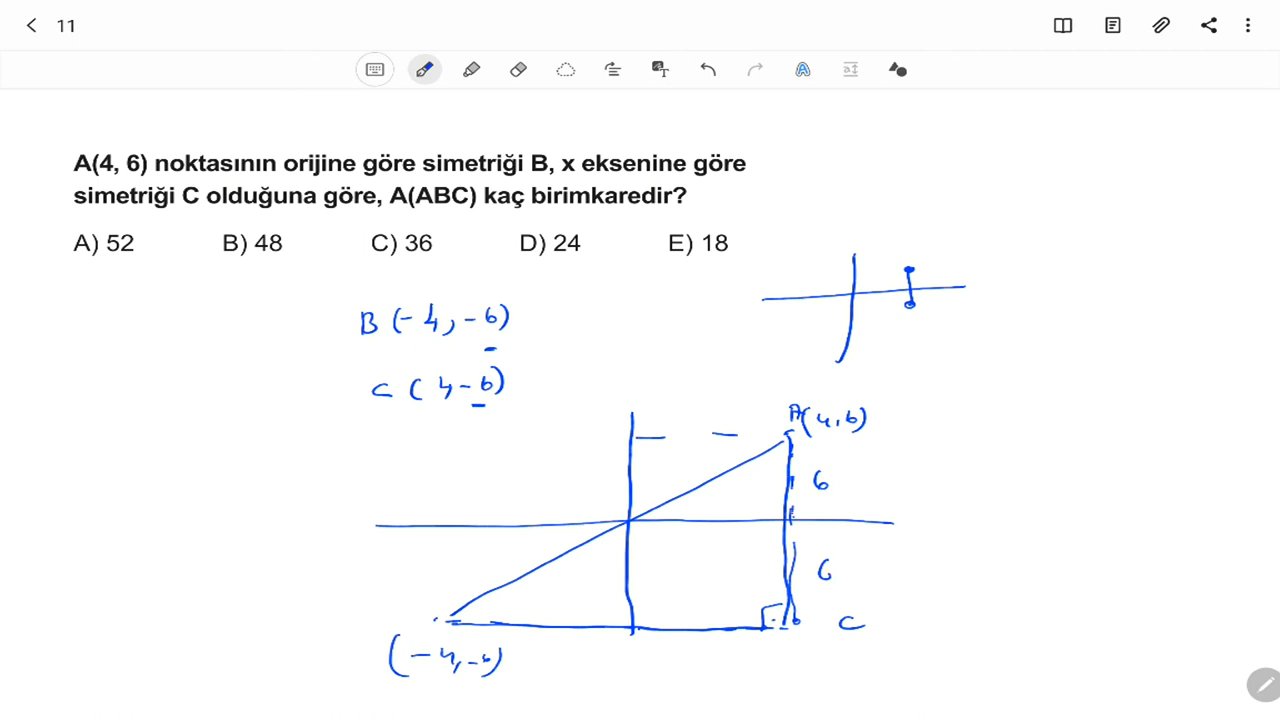 11
A(4, 6) noktasının orijine göre simetriği B, x eksenine göre
simetriği C olduğuna göre, A(ABC) kaç birimkaredir?
A) 52 B) 48 C) 36 D) 24 E) 18
B (-4, -6)
C (4-6)
A(4,6)
6
6
C
(-4,-6)